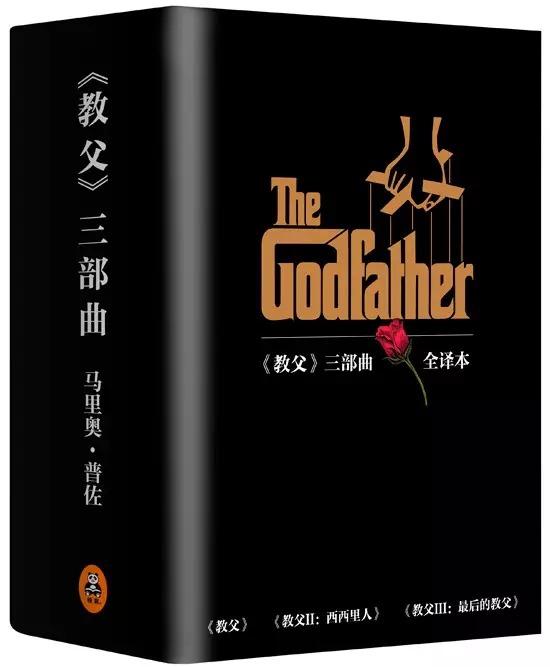 《教父》三部曲
马里奥·普佐
The
Godfather
《教父》三部曲 全译本
《教父》 《教父II：西西里人》 《教父III：最后的教父》